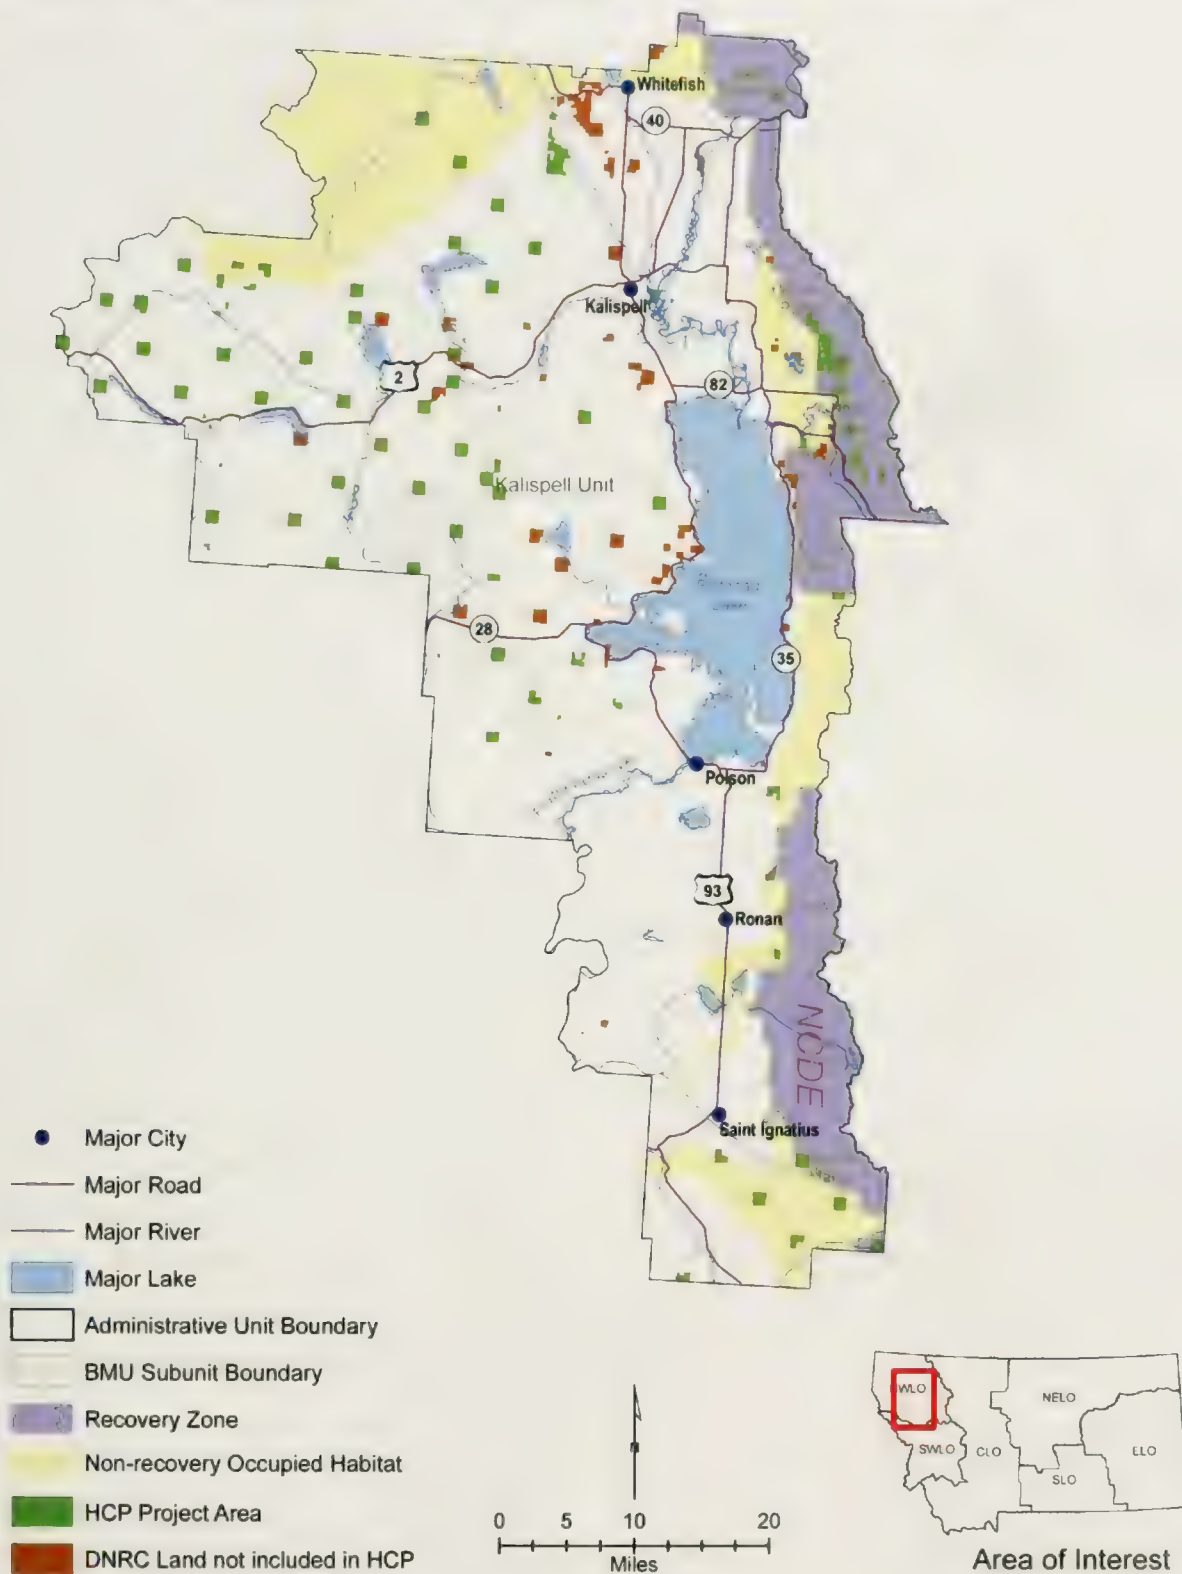 Whitefish
40
Kalispell
2
82
Kalispell Unit
28
35
Polson
93
Ronan
NCDE
Saint Ignatius
Major City
Major Road
Major River
Major Lake
Administrative Unit Boundary
BMU Subunit Boundary
Recovery Zone
Non-recovery Occupied Habitat
HCP Project Area
DNRC Land not included in HCP
n
0 5 10 20
Miles
WLO
NELO
SWLO
CLO
ELO
SLO
Area of Interest